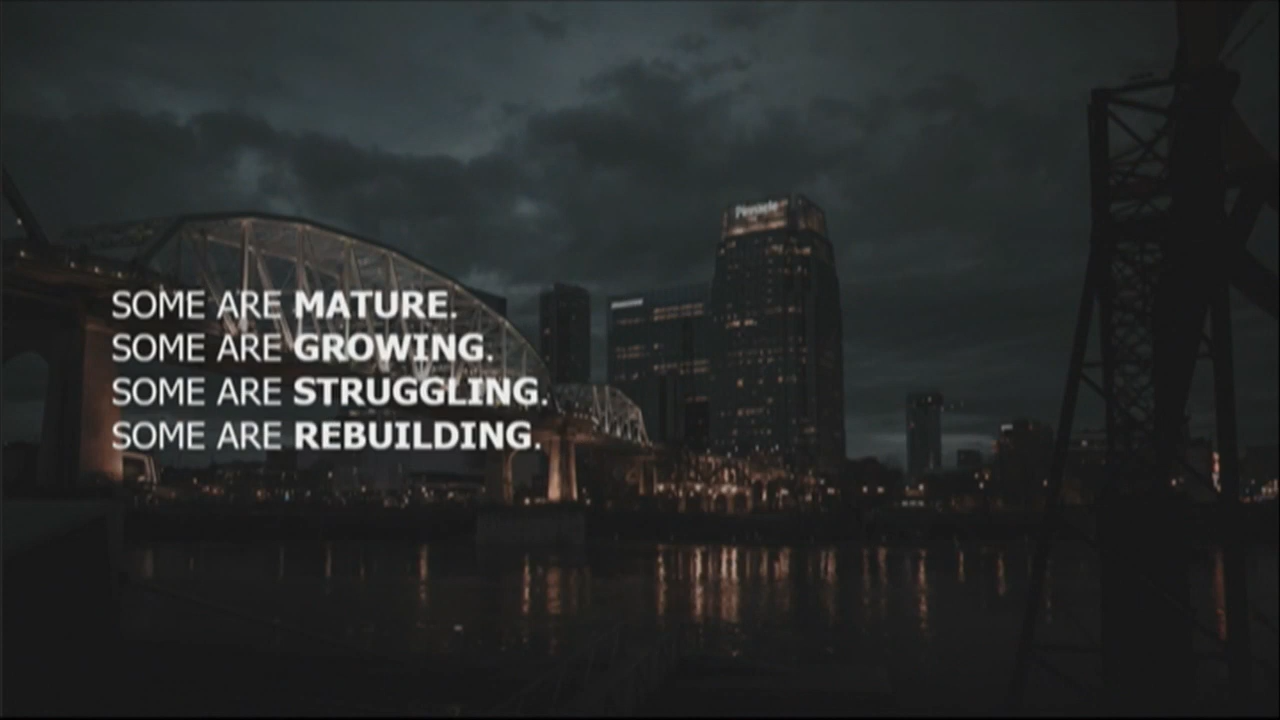 SOME ARE MATURE.
SOME ARE GROWING.
SOME ARE STRUGGLING.
SOME ARE REBUILDING.
Pinnacle